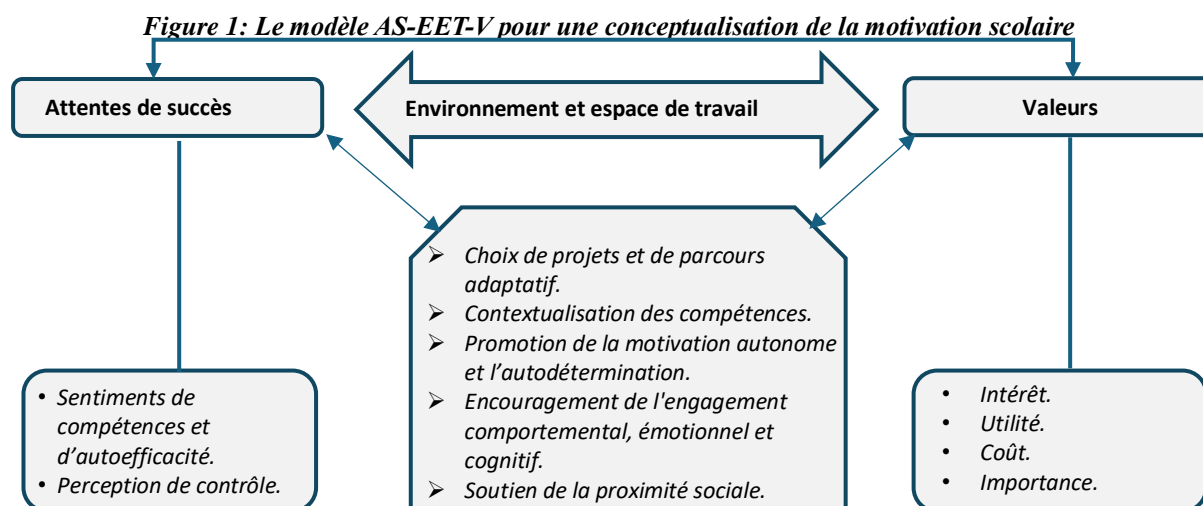 Figure 1: Le modèle AS-EET-V pour une conceptualisation de la motivation scolaire
Attentes de succès
Environnement et espace de travail
Valeurs
➢ Choix de projets et de parcours
adaptatif.
➢ Contextualisation des compétences.
➢ Promotion de la motivation autonome
et l’autodétermination.
➢ Encouragement de l'engagement
comportemental, émotionnel et
cognitif.
➢ Soutien de la proximité sociale.
• Sentiments de
compétences et
d’autoefficacité.
• Perception de contrôle.
• Intérêt.
• Utilité.
• Coût.
• Importance.